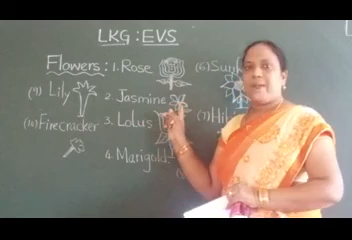 LKG : EVS
Flowers : 1. Rose
2. Jasmine
3. Lotus
4. Marigold
(6) Sun
(7) Hi
(9) Lily
(10) Firecracker